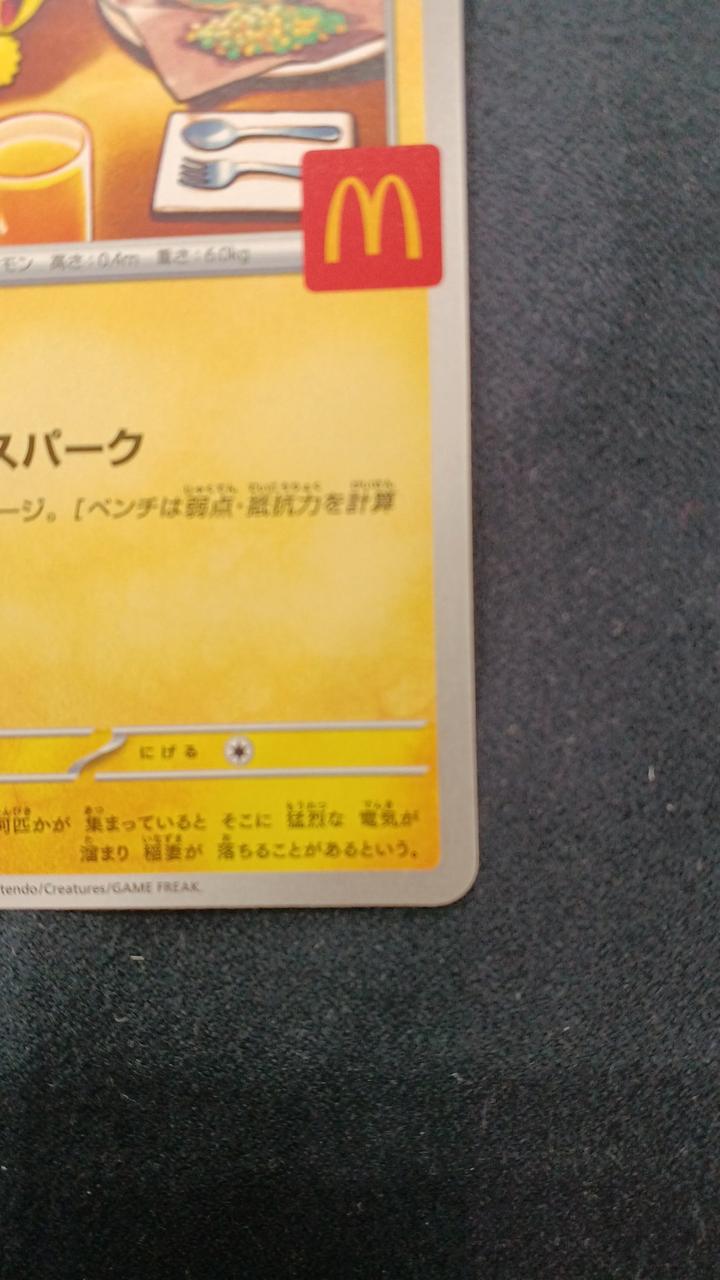 M
モン 高さ：0.4m 重さ：6.0kg
スパーク
ージ。［ベンチは弱点・抵抗力を計算
にげる
何匹かが 集まっていると そこに 猛烈な 電気が
溜まり 稲妻が 落ちることがあるという。
tendo/Creatures/GAME FREAK.